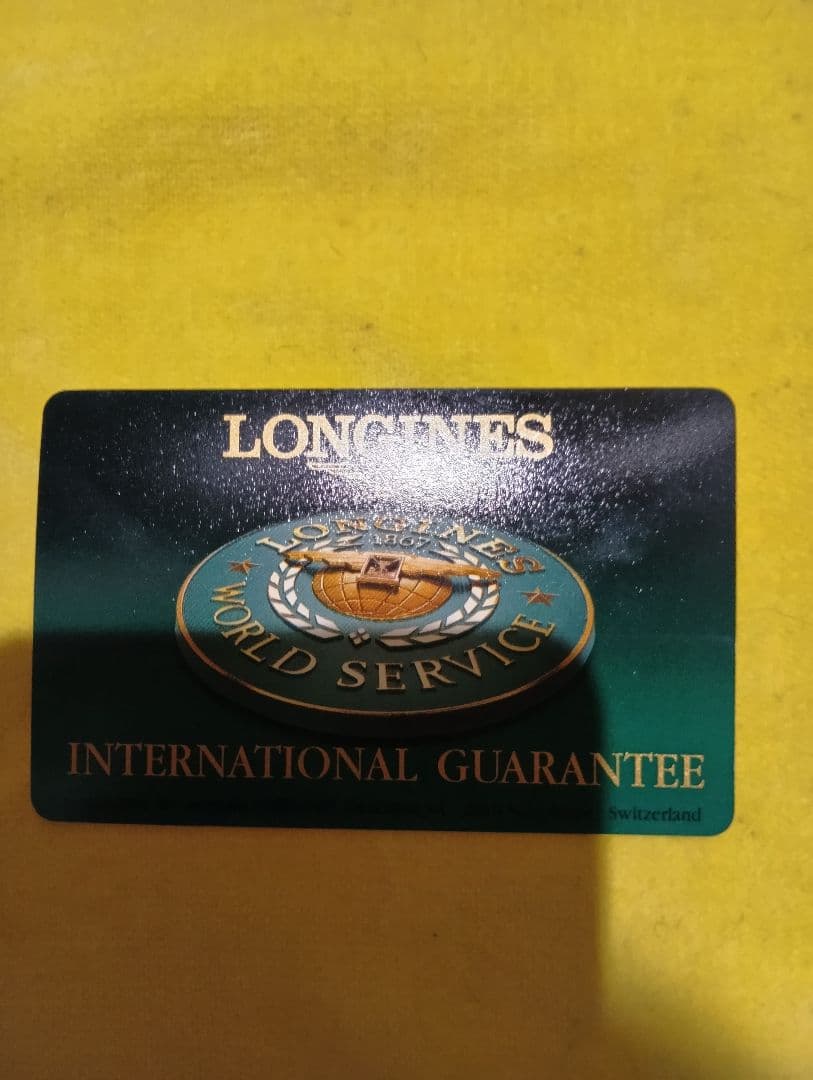 LONGINES
LONGINES
1867
WORLD SERVICE
INTERNATIONAL GUARANTEE
Switzerland